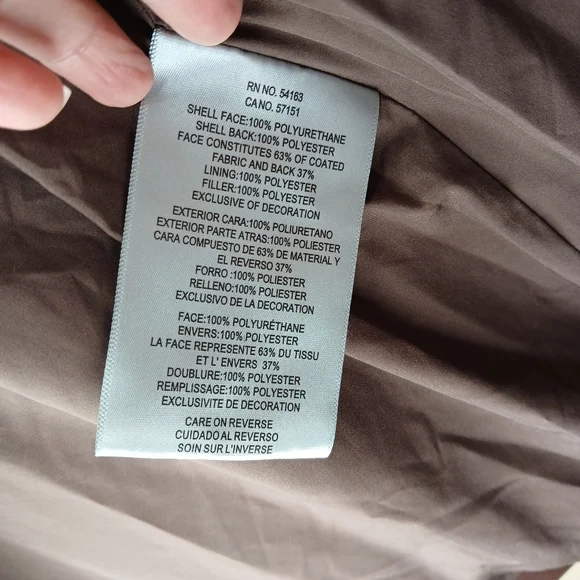 RN NO. 54163
CA NO. 57151
SHELL FACE:100% POLYURETHANE
SHELL BACK:100% POLYESTER
FACE CONSTITUTES 63% OF COATED
FABRIC AND BACK 37%
LINING:100% POLYESTER
FILLER:100% POLYESTER
EXCLUSIVE OF DECORATION
EXTERIOR CARA:100% POLIURETANO
EXTERIOR PARTE ATRAS:100% POLIESTER
CARA COMPUESTO DE 63% DE MATERIAL Y
EL REVERSO 37%
FORRO :100% POLIESTER
RELLENO:100% POLIESTER
EXCLUSIVO DE LA DECORATION
FACE:100% POLYURÉTHANE
ENVERS:100% POLYESTER
LA FACE REPRESENTE 63% DU TISSU
ET L' ENVERS 37%
DOUBLURE:100% POLYESTER
REMPLISSAGE:100% POLYESTER
EXCLUSIVITE DE DECORATION
CARE ON REVERSE
CUIDADO AL REVERSO
SOIN SUR L'INVERSE